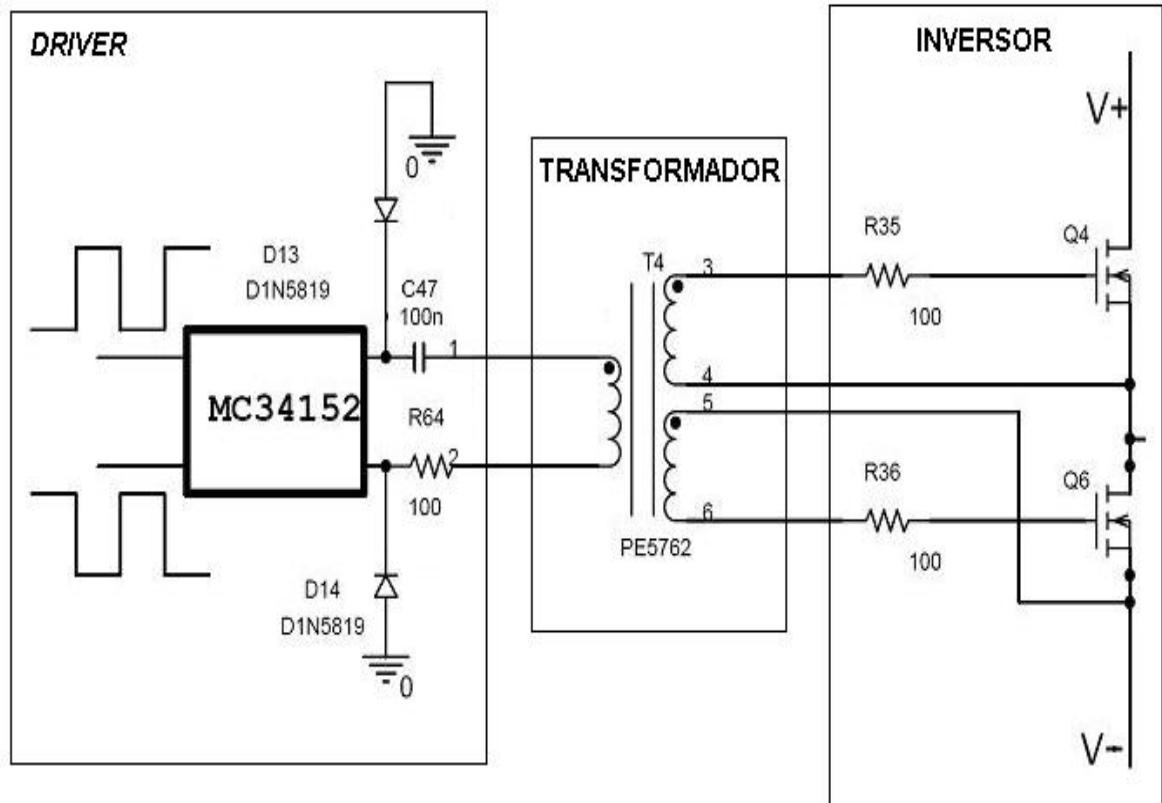 DRIVER
0
D13
D1N5819
C47
100n
1
MC34152
R64
2
100
D14
D1N5819
0
TRANSFORMADOR
T4
3
4
5
6
PE5762
INVERSOR
V+
R35
100
Q4
R36
100
Q6
V-